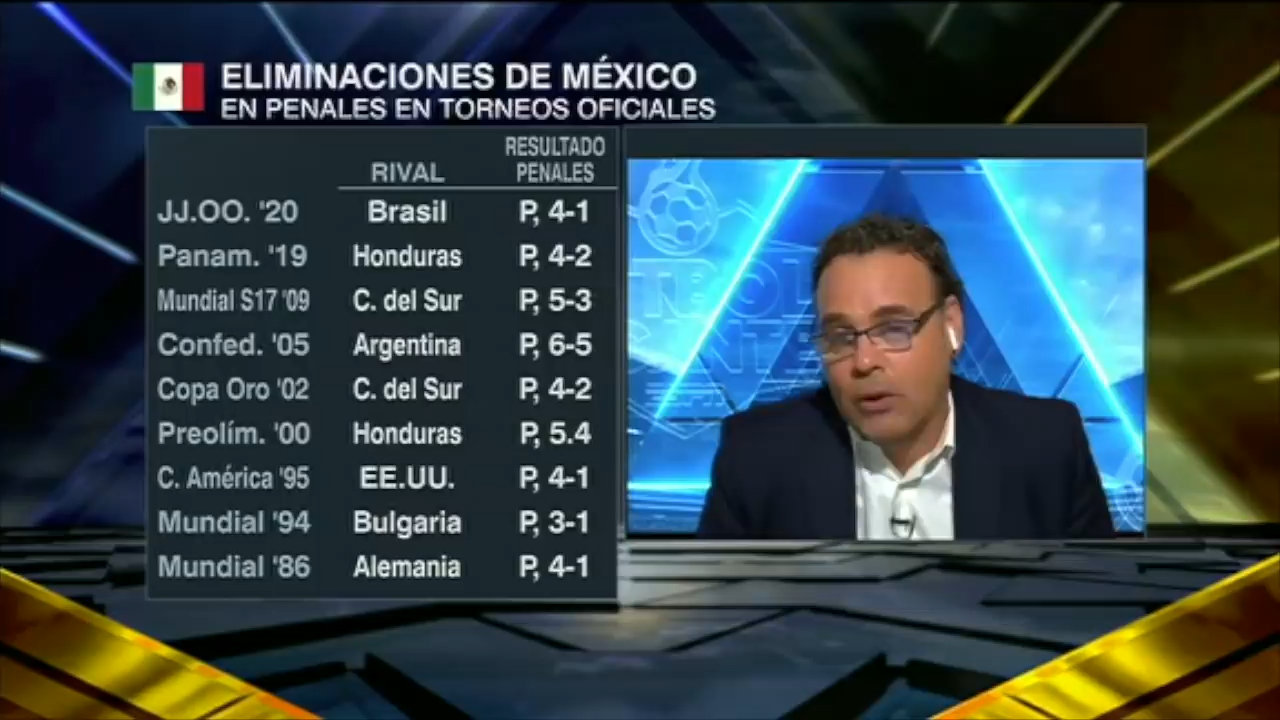 ELIMINACIONES DE MÉXICO
EN PENALES EN TORNEOS OFICIALES
RESULTADO
RIVAL PENALES
JJ.OO. '20 Brasil P, 4-1
Panam. '19 Honduras P, 4-2
Mundial S17 '09 C. del Sur P, 5-3
Confed. '05 Argentina P, 6-5
Copa Oro '02 C. del Sur P, 4-2
Preolím. '00 Honduras P, 5.4
C. América '95 EE.UU. P, 4-1
Mundial '94 Bulgaria P, 3-1
Mundial '86 Alemania P, 4-1